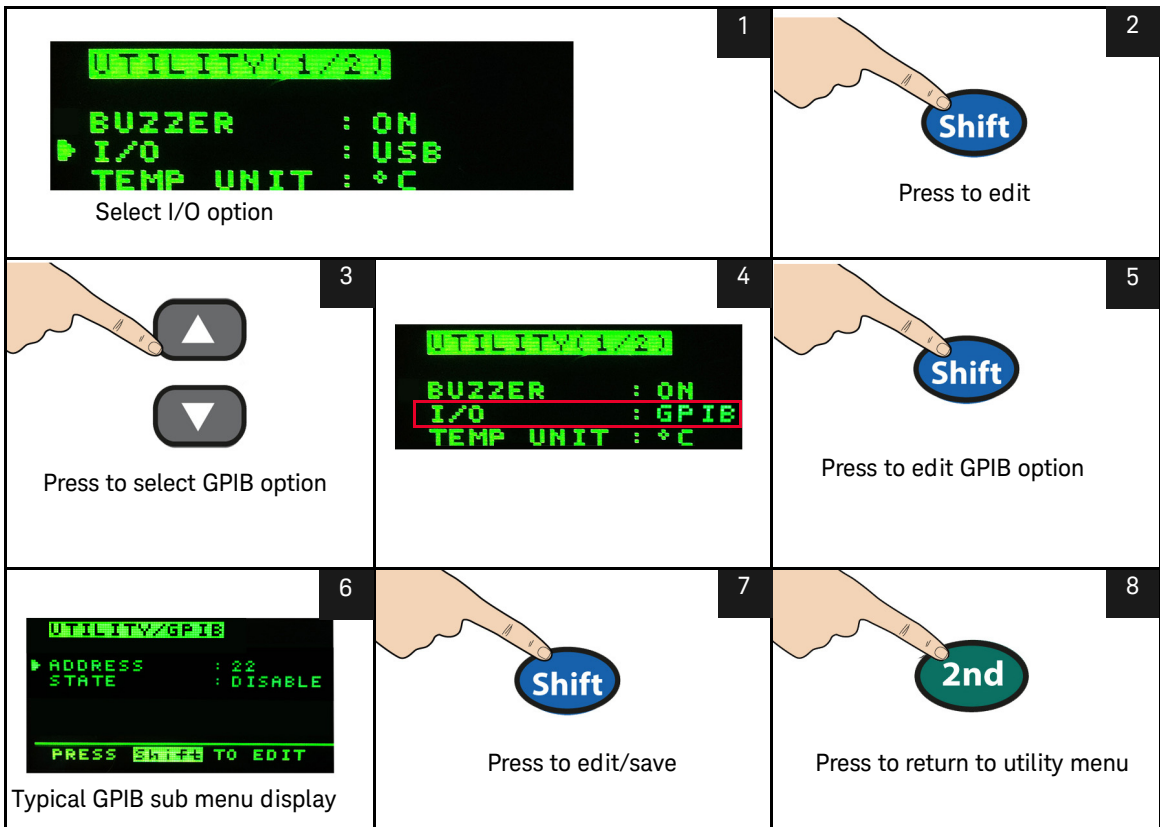 1
UTILITY(1/2)
BUZZER : ON
I/O : USB
TEMP UNIT : °C
Select I/O option
2
Shift
Press to edit
3
Press to select GPIB option
4
UTILITY(1/2)
BUZZER : ON
I/O : GPIB
TEMP UNIT : °C
5
Shift
Press to edit GPIB option
6
UTILITY/GPIB
ADDRESS : 22
STATE : DISABLE
PRESS Shift TO EDIT
Typical GPIB sub menu display
7
Shift
Press to edit/save
8
2nd
Press to return to utility menu